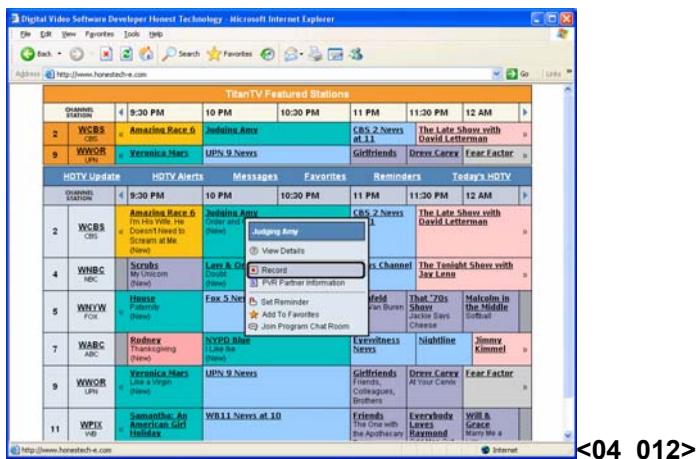 Digital Video Software Developer Honest Technology - Microsoft Internet Explorer
File Edit View Favorites Tools Help
Back Search Favorites
Address http://www.honestech-e.com Go Links
TitanTV Featured Stations
CHANNEL STATION 9:30 PM 10 PM 10:30 PM 11 PM 11:30 PM 12 AM
2 WCBS CBS Amazing Race 6 Judging Amy CBS 2 News at 11 The Late Show with David Letterman
9 WWOR UPN Veronica Mars UPN 9 News Girlfriends Drew Carey Fear Factor
HDTV Update HDTV Alerts Messages Favorites Reminders Today's HDTV
CHANNEL STATION 9:30 PM 10 PM 10:30 PM 11 PM 11:30 PM 12 AM
2 WCBS CBS Amazing Race 6 I'm His Wife. He Doesn't Need to Scream at Me. (New) Judging Amy Order and (New) CBS 2 News The Late Show with David Letterman
Judging Amy
View Details
Record
PVR Partner Information
Set Reminder
Add To Favorites
Join Program Chat Room
4 WNBC NBC Scrubs My Unicorn (New) Law & Doubt (New) Channel The Tonight Show with Jay Leno
5 WNYW FOX House Paternity (New) Fox 5 Van Buren That '70s Show Jackie Says Cheese Malcolm in the Middle Softball
7 WABC ABC Rodney Thanksgiving (New) NYPD Blue I Like Ike (New) Eyewitness News Nightline Jimmy Kimmel
9 WWOR UPN Veronica Mars Like a Virgin (New) UPN 9 News Girlfriends Friends, Colleagues, Brothers Drew Carey At Your Cervix Fear Factor
11 WPIX WB Samantha: An American Girl Holiday WB11 News at 10 Friends The One with the Apothecary Everybody Loves Raymond Will & Grace Marry Me a
http://www.honestech-e.com Internet
<04_012>